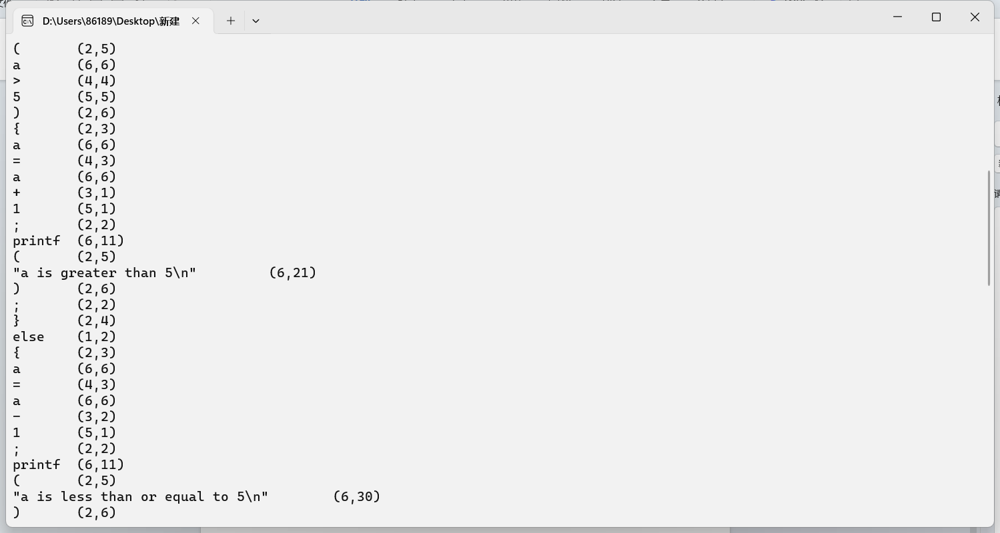 D:\Users\86189\Desktop\新建
( (2,5)
a (6,6)
> (4,4)
5 (5,5)
) (2,6)
{ (2,3)
a (6,6)
= (4,3)
a (6,6)
+ (3,1)
1 (5,1)
; (2,2)
printf (6,11)
( (2,5)
"a is greater than 5\n" (6,21)
) (2,6)
; (2,2)
} (2,4)
else (1,2)
{ (2,3)
a (6,6)
= (4,3)
a (6,6)
- (3,2)
1 (5,1)
; (2,2)
printf (6,11)
( (2,5)
"a is less than or equal to 5\n" (6,30)
) (2,6)